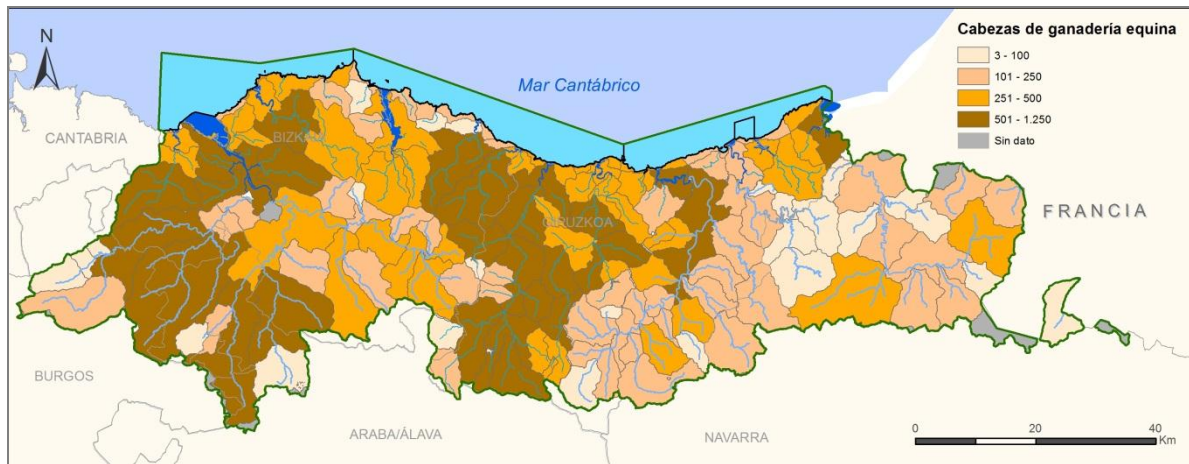 N
Mar Cantábrico
Cabezas de ganadería equina
3 - 100
101 - 250
251 - 500
501 - 1.250
Sin dato
CANTABRIA
BIZKAIA
GIPUZKOA
FRANCIA
BURGOS
ARABA/ÁLAVA
NAVARRA
0
20
40
Km